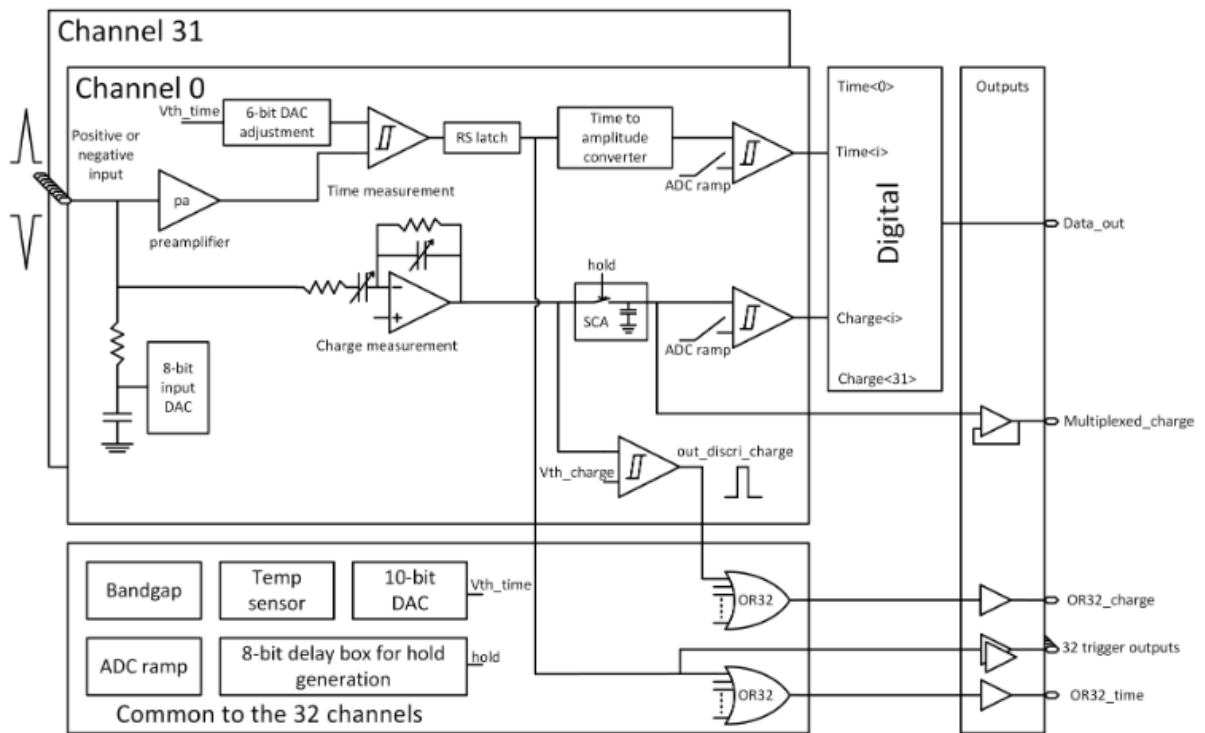 Channel 31
Channel 0
Vth_time
6-bit DAC
adjustment
RS latch
Time to
amplitude
converter
ADC ramp
Positive or
negative
input
pa
preamplifier
Time measurement
Charge measurement
hold
SCA
ADC ramp
8-bit
input
DAC
Vth_charge
out_discri_charge
Time<0>
Time<i>
Digital
Charge<i>
Charge<31>
Outputs
Data_out
Multiplexed_charge
Bandgap
Temp
sensor
10-bit
DAC
Vth_time
ADC ramp
8-bit delay box for hold
generation
hold
Common to the 32 channels
OR32
OR32
OR32_charge
32 trigger outputs
OR32_time